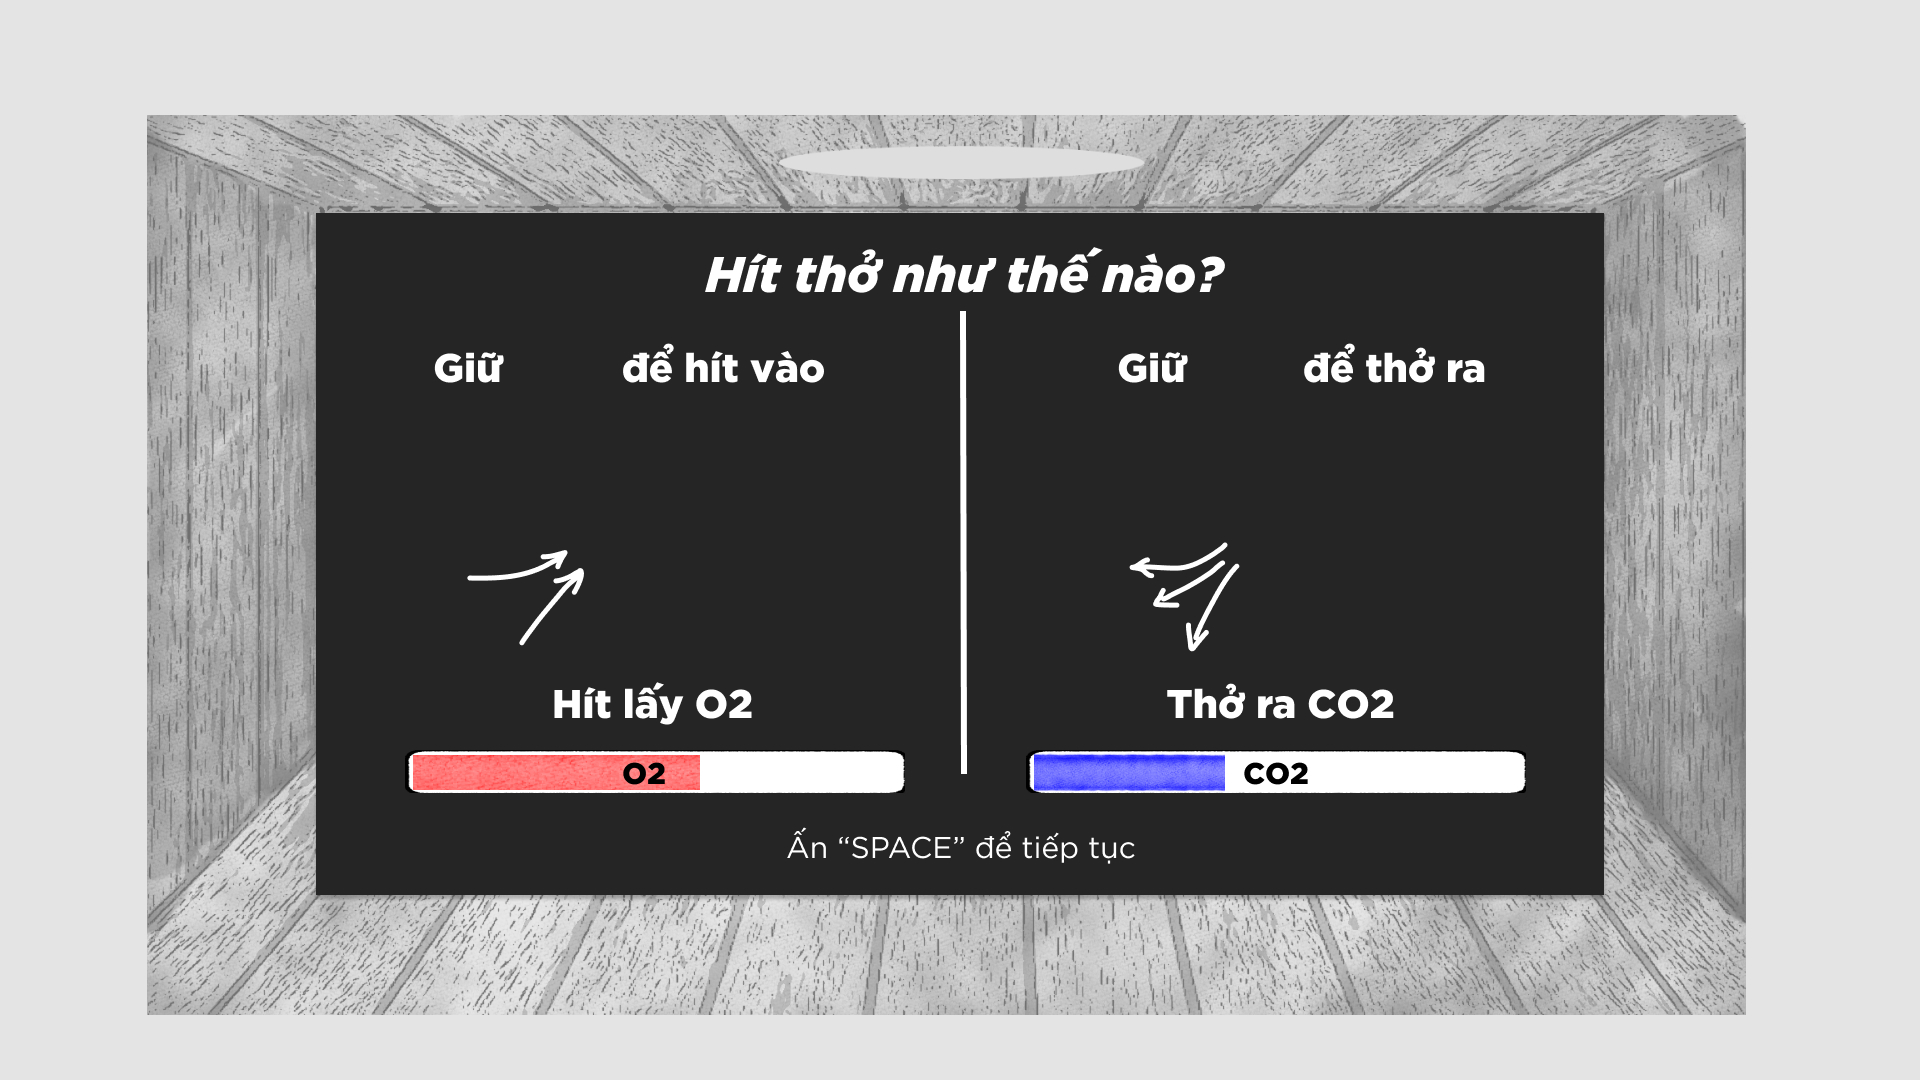 Hít thở như thế nào?
Giữ để hít vào
Hít lấy O2
O2
Giữ để thở ra
Thở ra CO2
CO2
Ấn “SPACE” để tiếp tục